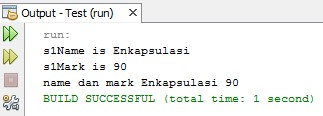 Output - Test (run)
run:
s1Name is Enkapsulasi
s1Mark is 90
name dan mark Enkapsulasi 90
BUILD SUCCESSFUL (total time: 1 second)